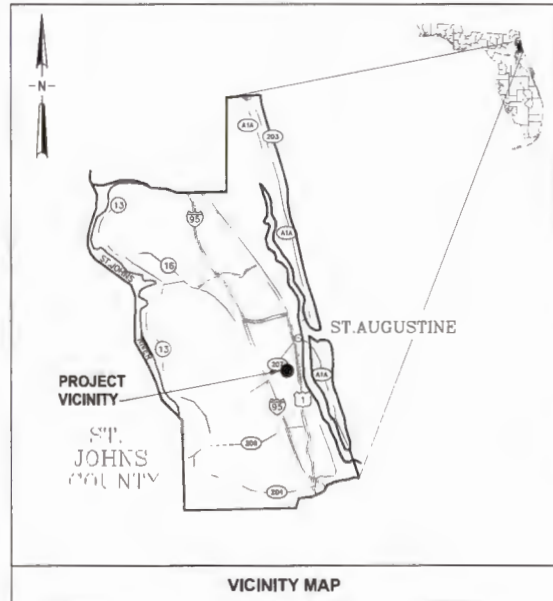 N
A1A
203
13
95
A1A
16
ST. JOHNS
RIVER
ST. AUGUSTINE
13
207
PROJECT
VICINITY
A1A
95
1
ST.
JOHNS
COUNTY
206
204
VICINITY MAP